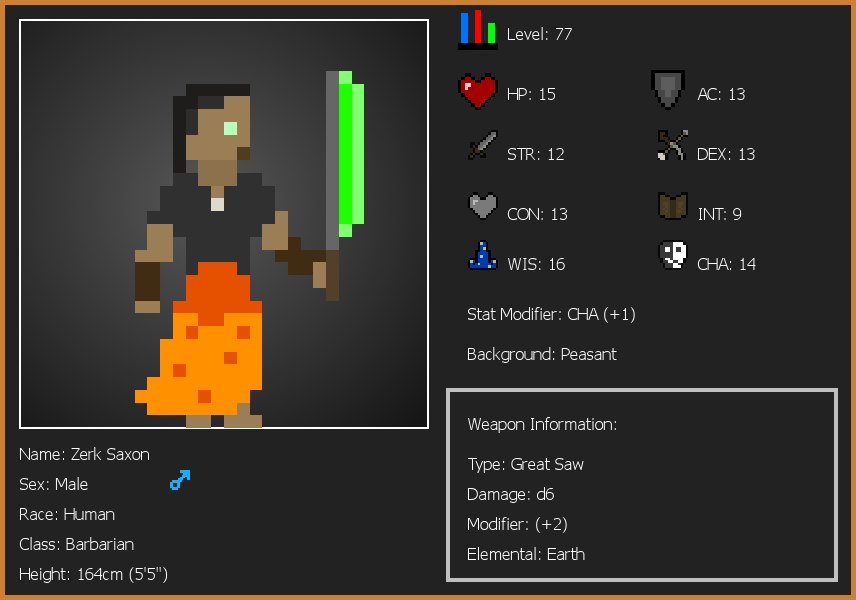 Level: 77
HP: 15
AC: 13
STR: 12
DEX: 13
CON: 13
INT: 9
WIS: 16
CHA: 14
Stat Modifier: CHA (+1)
Background: Peasant
Weapon Information:
Type: Great Saw
Damage: d6
Modifier: (+2)
Elemental: Earth
Name: Zerk Saxon
Sex: Male
Race: Human
Class: Barbarian
Height: 164cm (5'5")